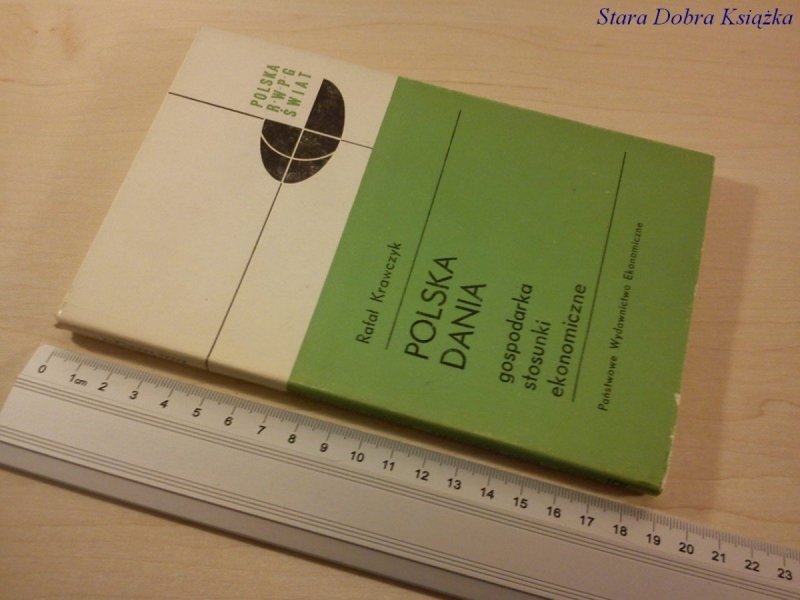 Stara Dobra Książka
POLSKA
R·W·P·G
ŚWIAT
Rafał Krawczyk
POLSKA
DANIA
gospodarka
stosunki
ekonomiczne
Państwowe Wydawnictwo Ekonomiczne
0 1cm 2 3 4 5 6 7 8 9 10 11 12 13 14 15 16 17 18 19 20 21 22 23